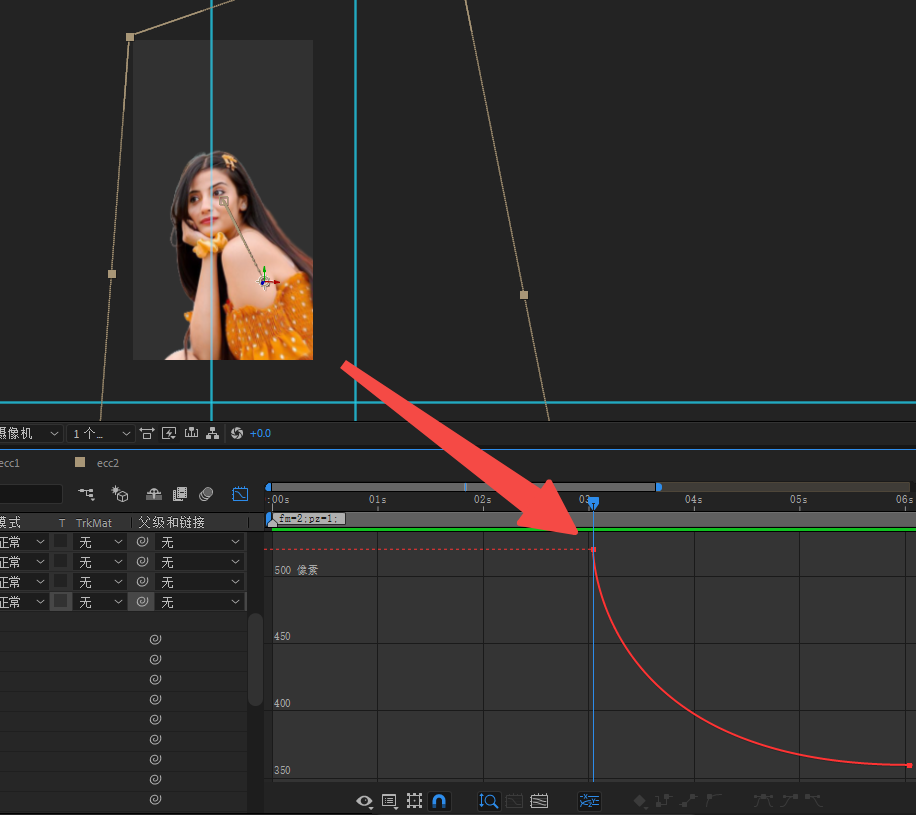 摄像机 1 个... +0.0
ecc1 ecc2
:00s 01s 02s 03s 04s 05s 06s
fm=2;pz=1;
模式 T TrkMat 父级和链接
正常 无 无
正常 无 无
正常 无 无
正常 无 无
500 像素
450
400
350